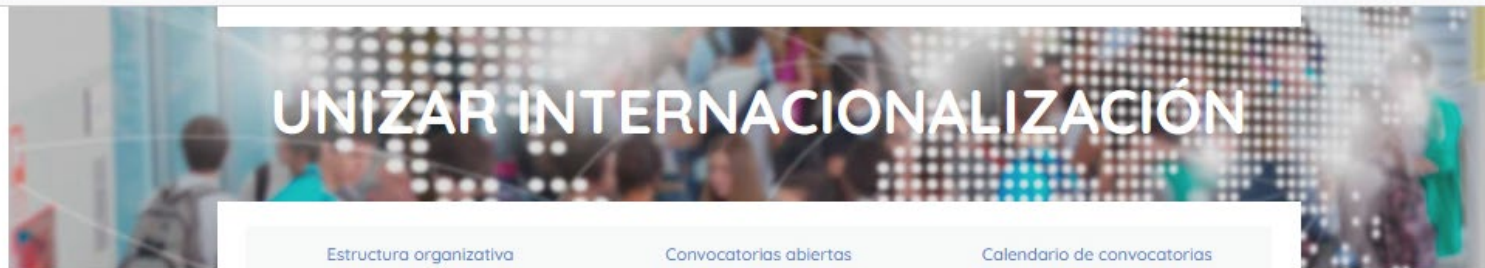 UNIZAR INTERNACIONALIZACIÓN
Estructura organizativa Convocatorias abiertas Calendario de convocatorias